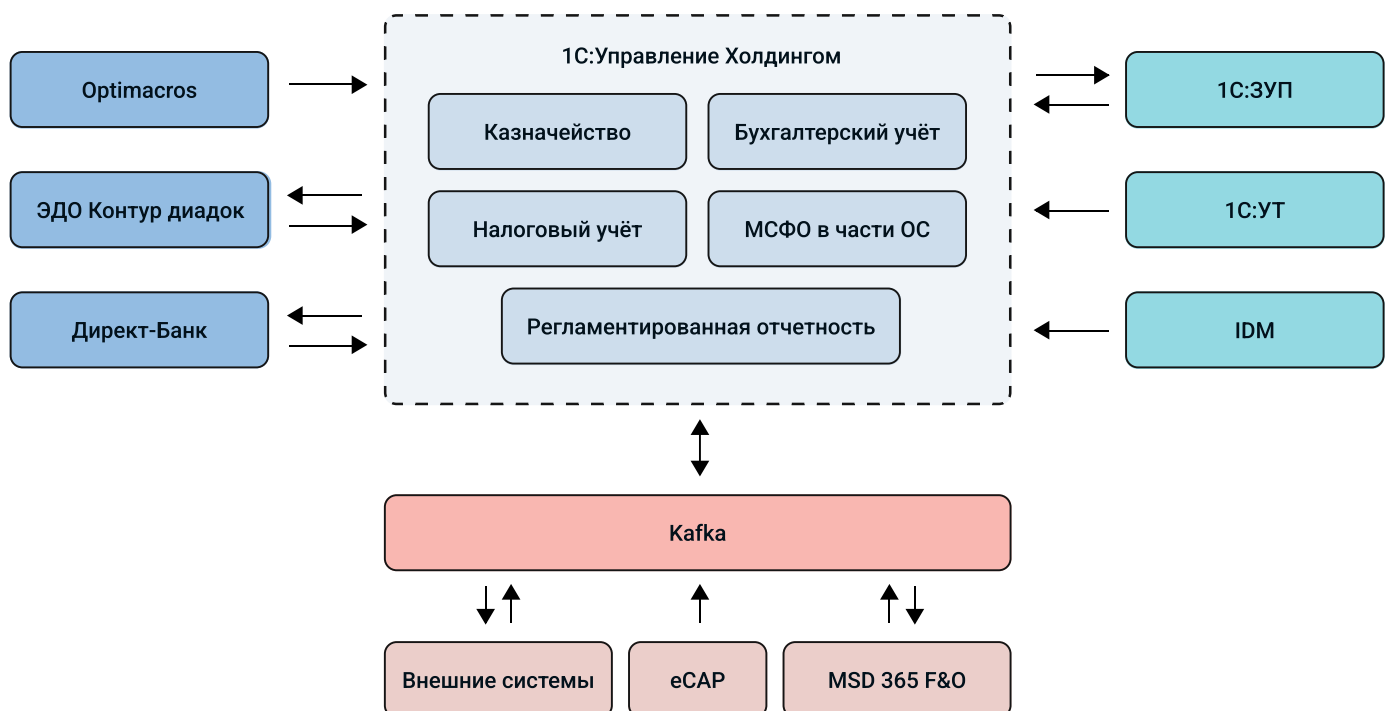 1С:Управление Холдингом
Optimacros
1С:ЗУП
Казначейство
Бухгалтерский учёт
ЭДО Контур диадок
1С:УТ
Налоговый учёт
МСФО в части ОС
Директ-Банк
IDM
Регламентированная отчетность
Kafka
Внешние системы
eCAP
MSD 365 F&O